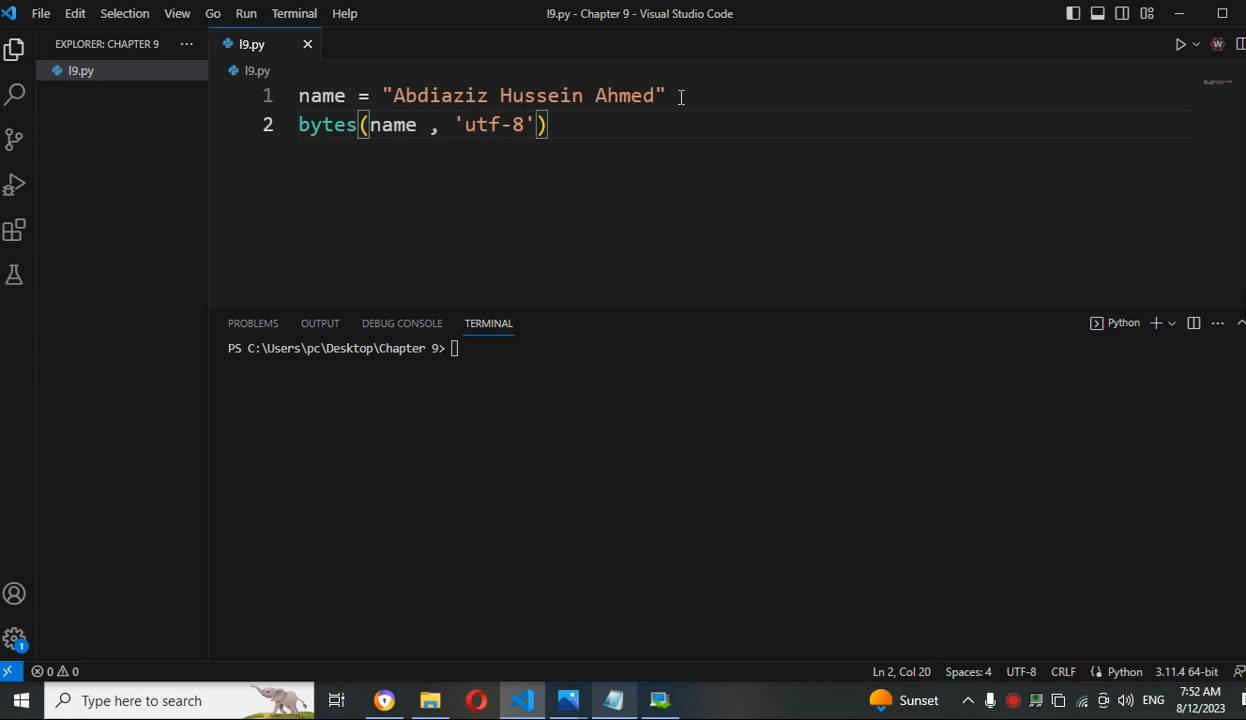 File Edit Selection View Go Run Terminal Help
l9.py - Chapter 9 - Visual Studio Code
EXPLORER: CHAPTER 9
l9.py
l9.py
l9.py
1 name = "Abdiaziz Hussein Ahmed"
2 bytes(name , 'utf-8')
PROBLEMS OUTPUT DEBUG CONSOLE TERMINAL
Python
PS C:\Users\pc\Desktop\Chapter 9>
1
0 0
Ln 2, Col 20 Spaces: 4 UTF-8 CRLF Python 3.11.4 64-bit
Type here to search
Sunset
ENG
7:52 AM
8/12/2023